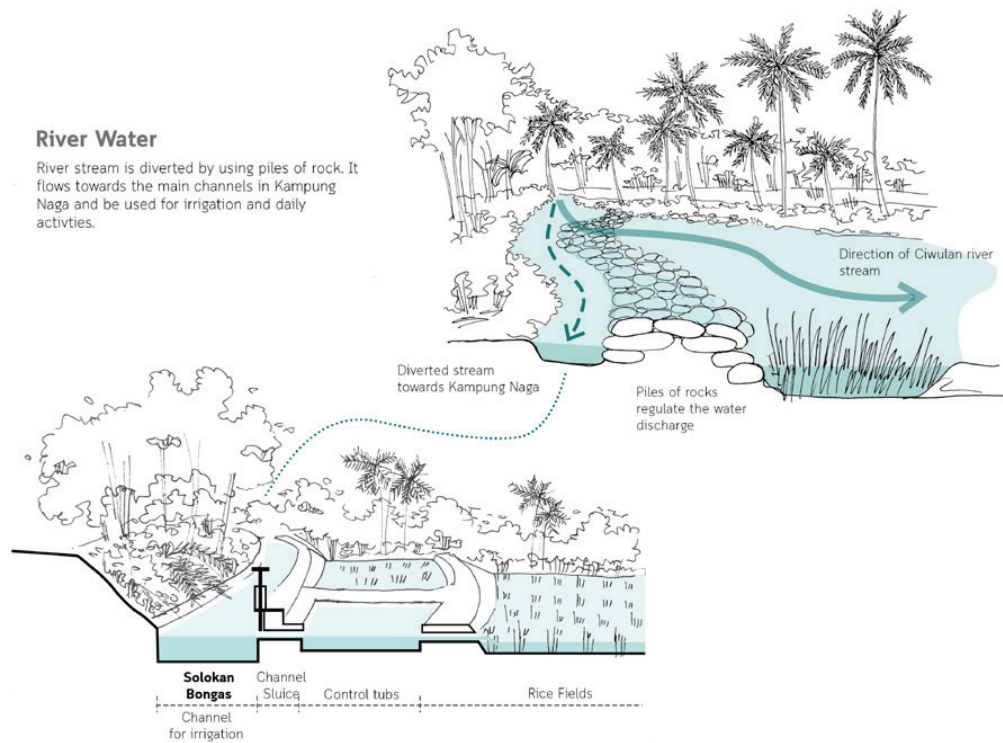 River Water
River stream is diverted by using piles of rock. It
flows towards the main channels in Kampung
Naga and be used for irrigation and daily
activties.
Direction of Ciwulan river
stream
Diverted stream
towards Kampung Naga
Piles of rocks
regulate the water
discharge
Solokan
Bongas
Channel
Sluice
Control tubs
Rice Fields
Channel
for irrigation